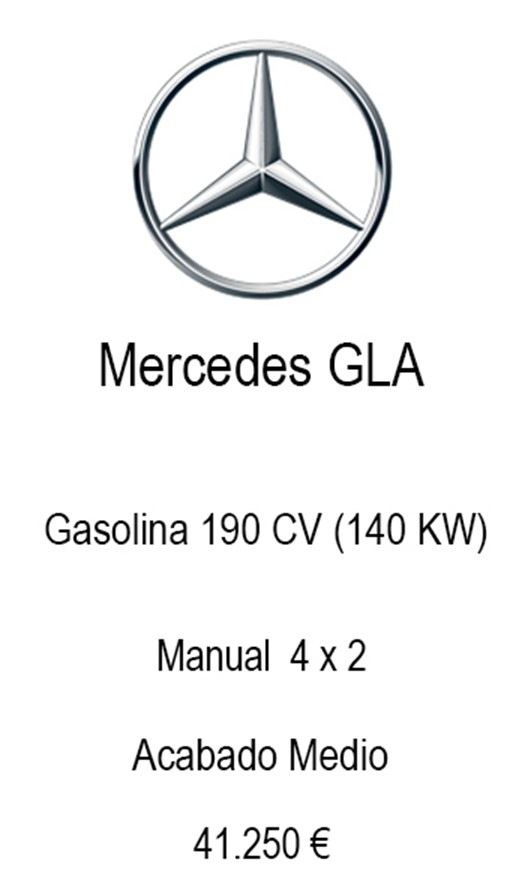 Mercedes GLA
Gasolina 190 CV (140 KW)
Manual 4 x 2
Acabado Medio
41.250 €